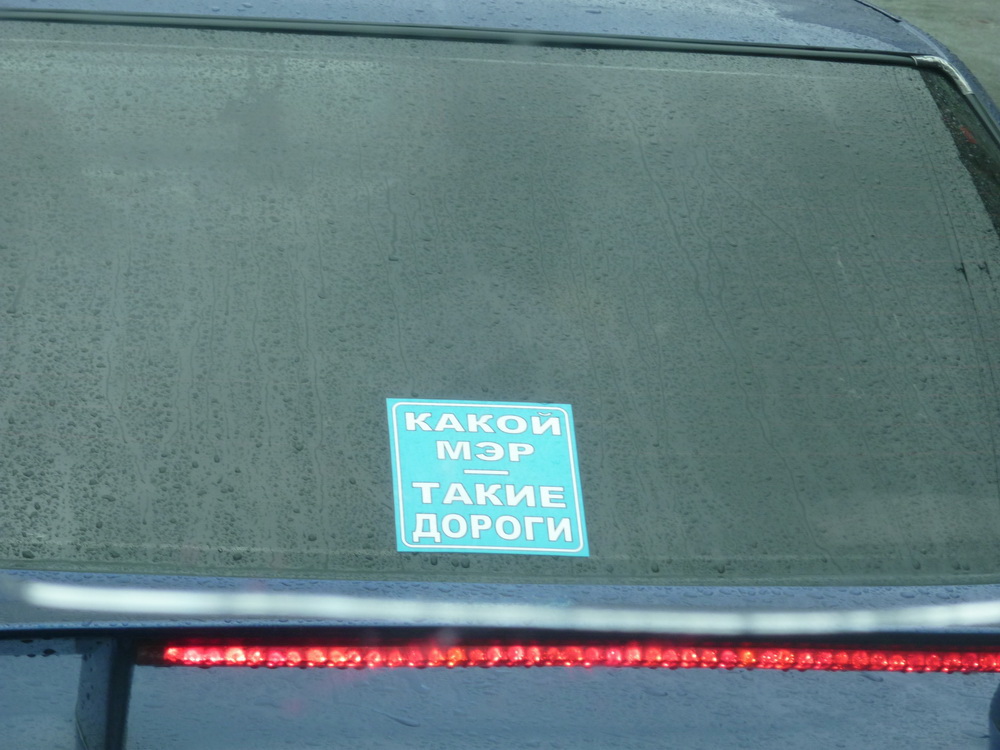 КАКОЙ
МЭР
—
ТАКИЕ
ДОРОГИ